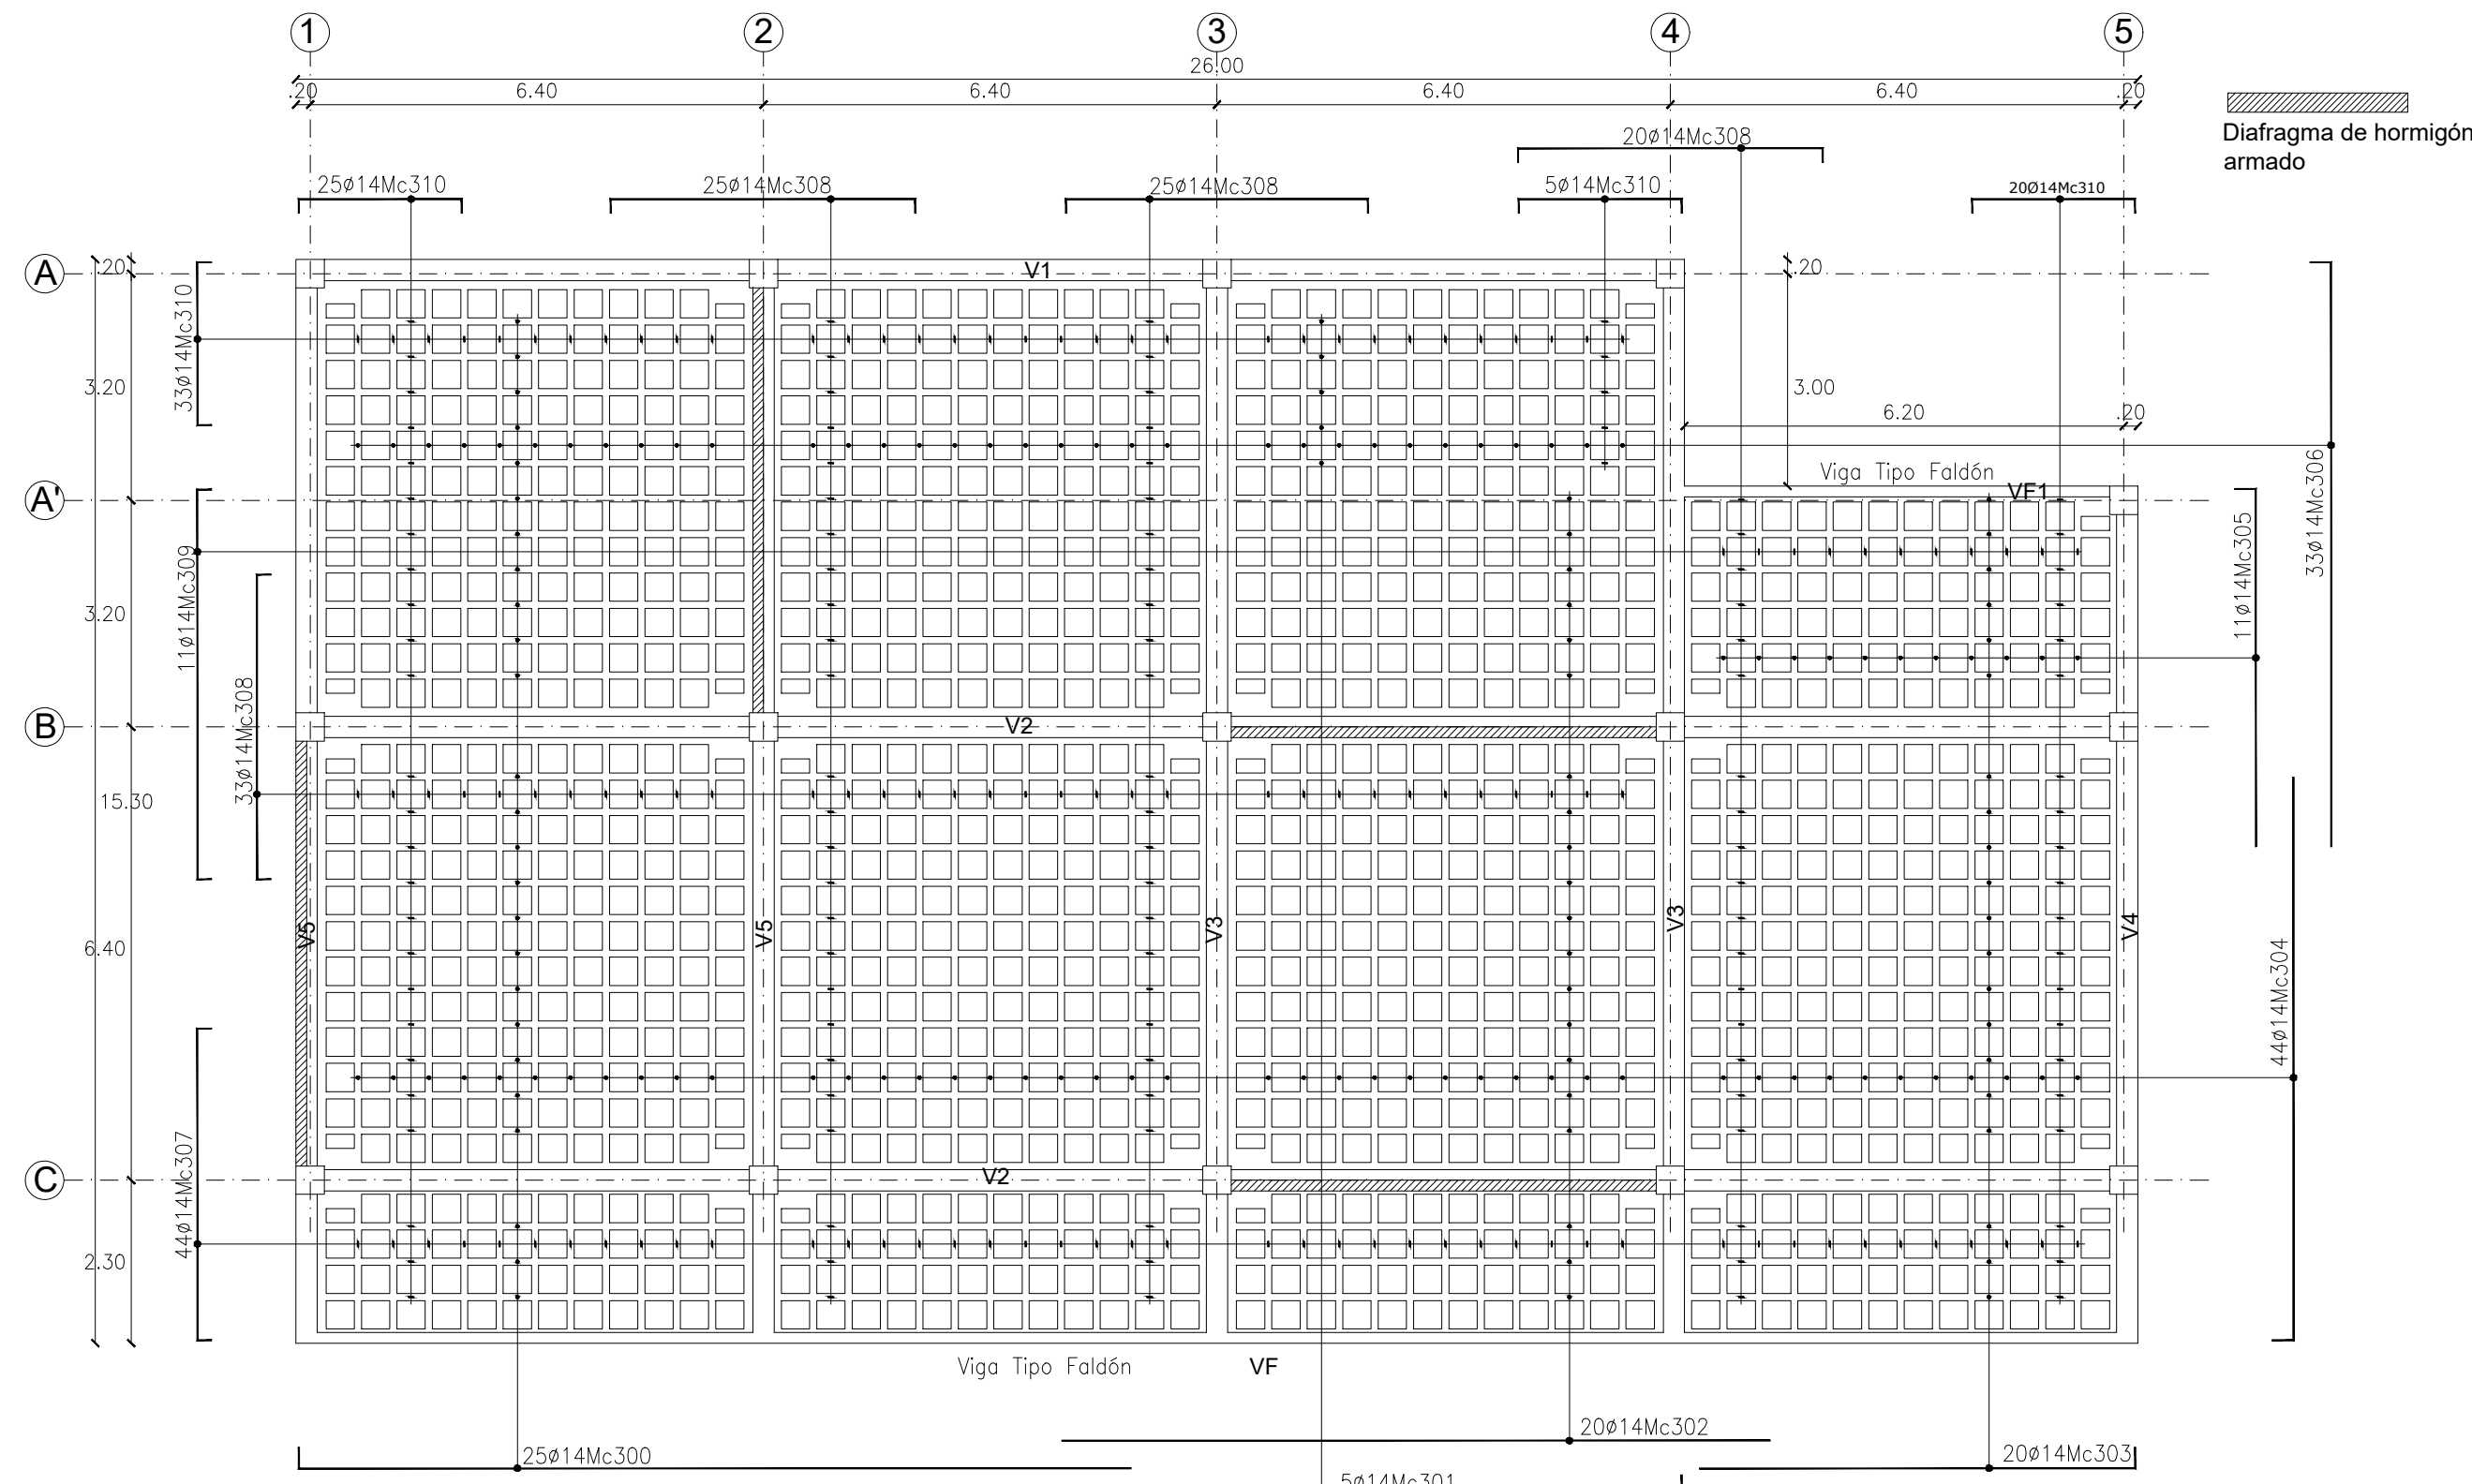 1 2 3 4 5
26.00
.20 6.40 6.40 6.40 6.40 .20
Diafragma de hormigón
armado
20ø14Mc308
25ø14Mc310 25ø14Mc308 25ø14Mc308 5ø14Mc310 20Ø14Mc310
A
.20
V1
.20
33ø14Mc310
3.20
3.00
6.20 .20
Viga Tipo Faldón
VF1
A'
33ø14Mc306
11ø14Mc305
11ø14Mc309
3.20
33ø14Mc308
B
V2
15.30
6.40
V5
V5
V3
V3
V4
44ø14Mc304
44ø14Mc307
C
V2
2.30
Viga Tipo Faldón VF
20ø14Mc302
25ø14Mc300
20ø14Mc303
5ø14Mc301